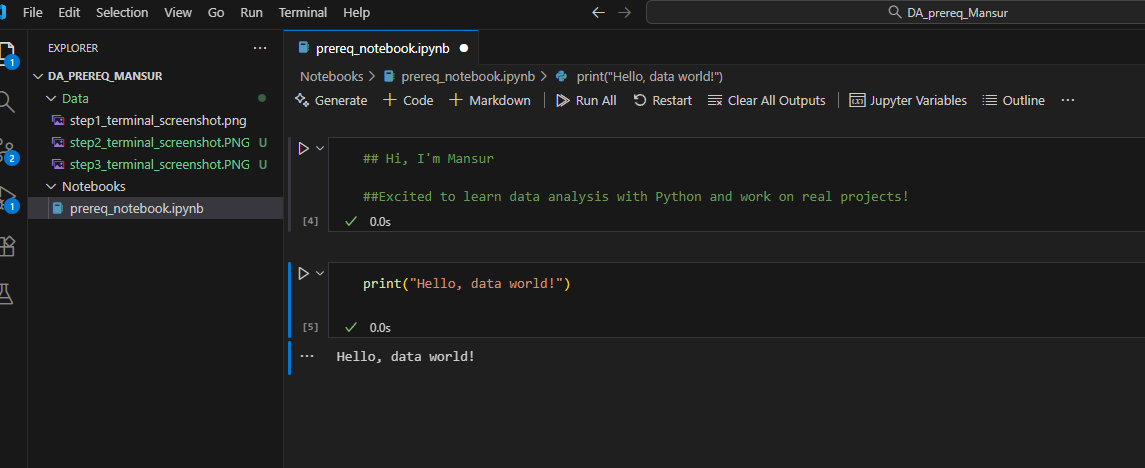 File Edit Selection View Go Run Terminal Help
DA_prereq_Mansur
EXPLORER
DA_PREREQ_MANSUR
Data
step1_terminal_screenshot.png
step2_terminal_screenshot.PNG U
step3_terminal_screenshot.PNG U
Notebooks
prereq_notebook.ipynb
1
2
1
prereq_notebook.ipynb
Notebooks > prereq_notebook.ipynb > print("Hello, data world!")
Generate + Code + Markdown Run All Restart Clear All Outputs Jupyter Variables Outline ...
## Hi, I'm Mansur
##Excited to learn data analysis with Python and work on real projects!
[4] 0.0s
print("Hello, data world!")
[5] 0.0s
Hello, data world!